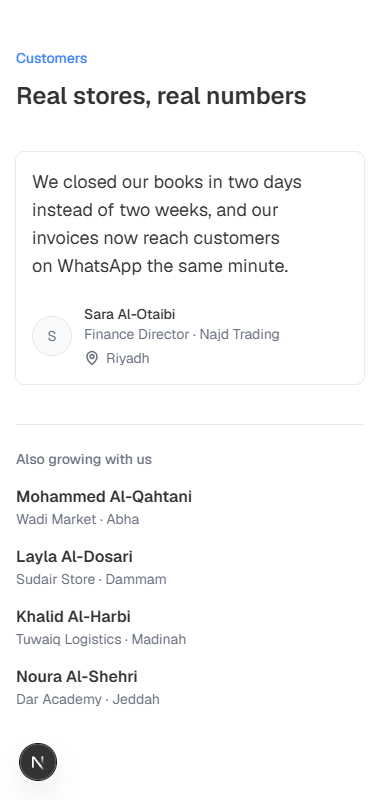 Customers
Real stores, real numbers
We closed our books in two days
instead of two weeks, and our
invoices now reach customers
on WhatsApp the same minute.
S
Sara Al-Otaibi
Finance Director · Najd Trading
Riyadh
Also growing with us
Mohammed Al-Qahtani
Wadi Market · Abha
Layla Al-Dosari
Sudair Store · Dammam
Khalid Al-Harbi
Tuwaiq Logistics · Madinah
Noura Al-Shehri
Dar Academy · Jeddah
N